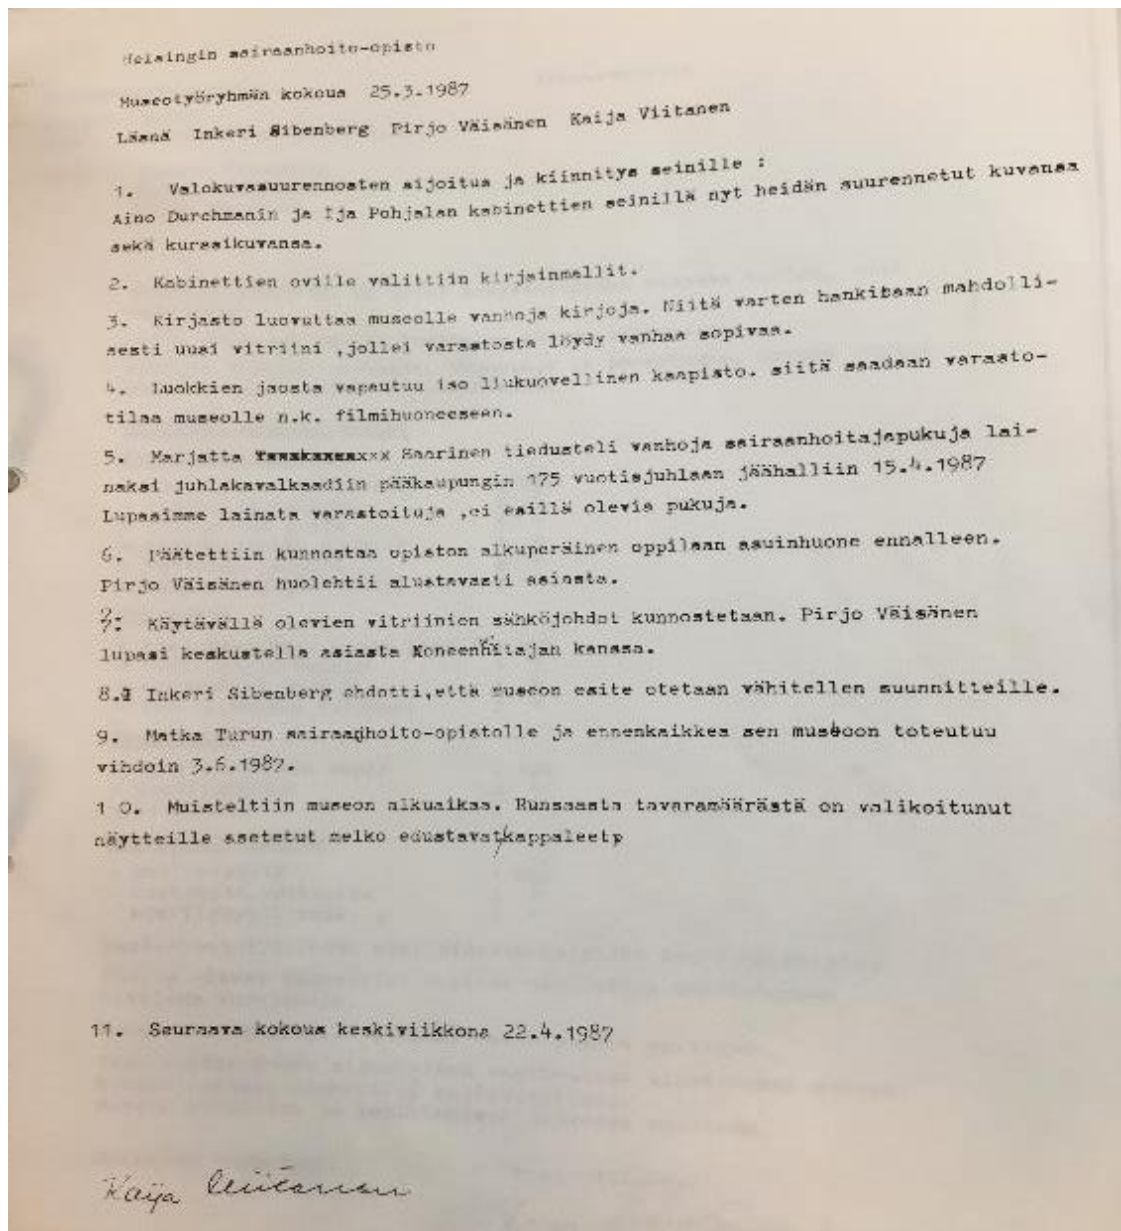 Helsingin sairaanhoito-opisto
Museotyöryhmän kokous 25.3.1987
Läsnä Inkeri Sibenberg Pirjo Väisänen Kaija Viitanen
1. Valokuvasuurennosten sijoitus ja kiinnitys seinille :
Aino Durchmanin ja Ija Pohjalan kabinettien seinillä nyt heidän suurennetut kuvansa
sekä kurssikuvansa.
2. Kabinettien oville valittiin kirjainmallit.
3. Kirjasto luovuttaa museolle vanhoja kirjoja. Niitä varten hankitaan mahdolli-
sesti uusi vitriini ,jollei varastosta löydy vanhaa sopivaa.
4. Luokkien jaosta vapautuu iso liukuovellinen kaapisto. siitä saadaan varasto-
tilaa museolle n.k. filmihuoneeseen.
5. Marjatta Saarinen tiedusteli vanhoja sairaanhoitajapukuja lai-
naksi juhlakavalkaadiin pääkaupungin 175 vuotisjuhlaan jäähalliin 15.4.1987
Lupasimme lainata varastoituja ,ei esillä olevia pukuja.
6. Päätettiin kunnostaa opiston alkuperäinen oppilaan asuinhuone ennalleen.
Pirjo Väisänen huolehtii alustavasti asiasta.
7. Käytävällä olevien vitriinien sähköjohdot kunnostetaan. Pirjo Väisänen
lupasi keskustella asiasta Koneenhoitajan kanssa.
8. Inkeri Sibenberg ehdotti,että museon esite otetaan vähitellen suunnitteille.
9. Matka Turun sairaanhoito-opistolle ja ennenkaikkea sen museoon toteutuu
vihdoin 3.6.1987.
1 0. Muisteltiin museon alkuaikaa. Runsaasta tavaramäärästä on valikoitunut
näytteille asetetut melko edustavat kappaleet
11. Seuraava kokous keskiviikkona 22.4.1987
Kaija Viitanen